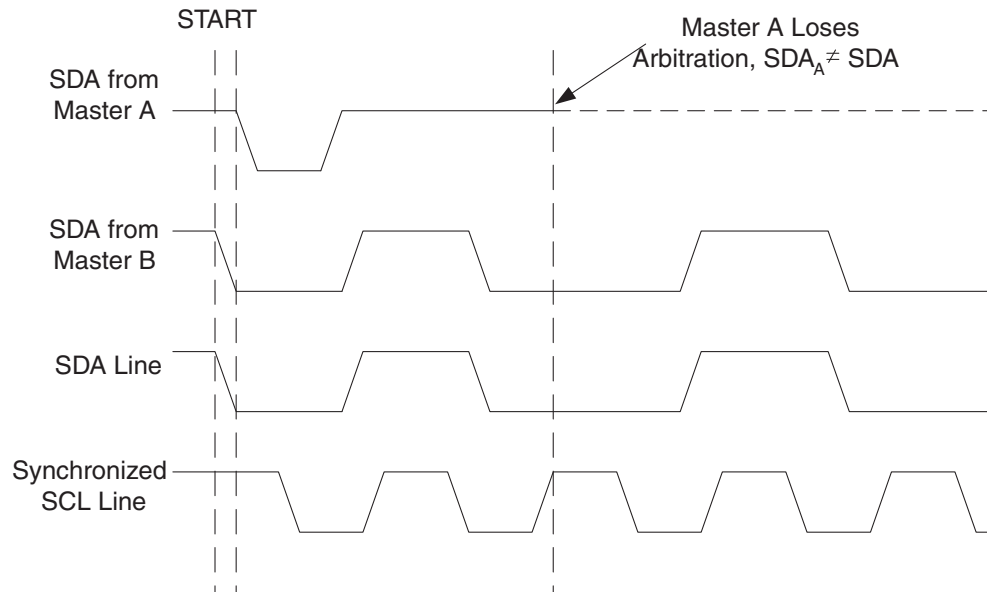 START
Master A Loses
Arbitration, SDA_A ≠ SDA
SDA from
Master A
SDA from
Master B
SDA Line
Synchronized
SCL Line